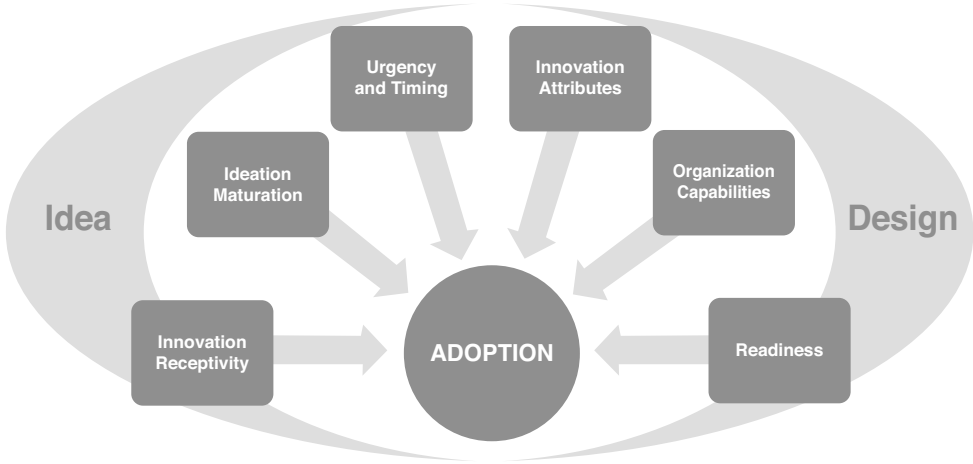 Urgency
and Timing
Innovation
Attributes
Ideation
Maturation
Organization
Capabilities
Idea
Design
Innovation
Receptivity
ADOPTION
Readiness